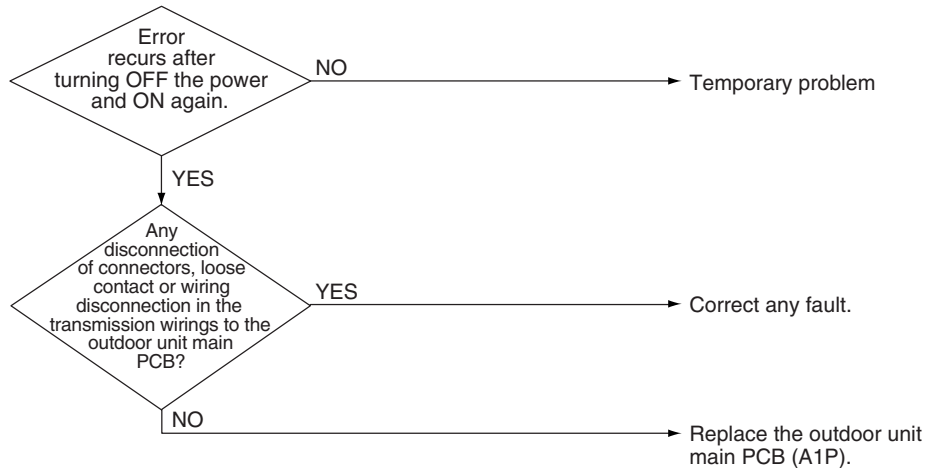 Error
recurs after
turning OFF the power
and ON again.
NO
Temporary problem
YES
Any
disconnection
of connectors, loose
contact or wiring
disconnection in the
transmission wirings to the
outdoor unit main
PCB?
YES
Correct any fault.
NO
Replace the outdoor unit
main PCB (A1P).